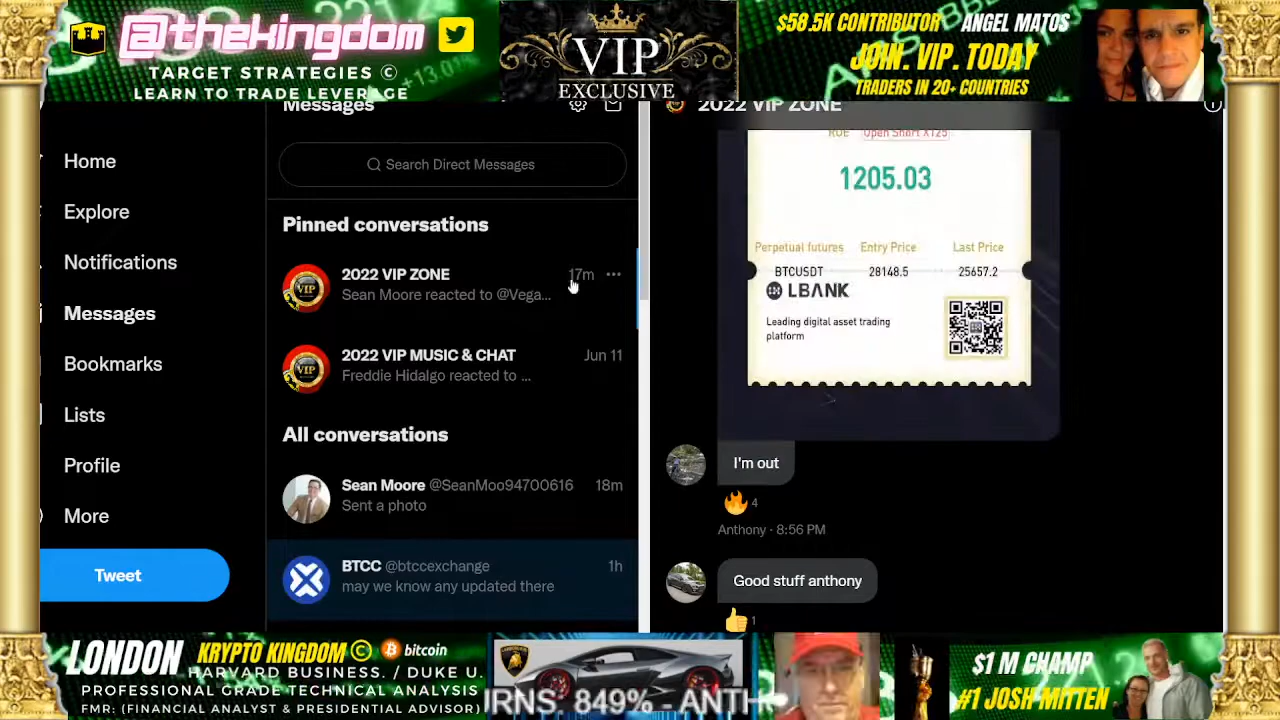 @thekingdom
TARGET STRATEGIES ©
LEARN TO TRADE LEVERAGE
+13.01%
VIP
EXCLUSIVE
$58.5K CONTRIBUTOR ANGEL MATOS
JOIN. VIP. TODAY
TRADERS IN 20+ COUNTRIES
Messages
2022 VIP ZONE
Home
Explore
Notifications
Messages
Bookmarks
Lists
Profile
More
Tweet
Search Direct Messages
Pinned conversations
2022 VIP ZONE 17m
Sean Moore reacted to @Vega...
2022 VIP MUSIC & CHAT Jun 11
Freddie Hidalgo reacted to ...
All conversations
Sean Moore @SeanMoo94700616 18m
Sent a photo
BTCC @btccexchange 1h
may we know any updated there
ROE Open Short X125
1205.03
Perpetual futures Entry Price Last Price
BTCUSDT 28148.5 25657.2
LBANK
Leading digital asset trading
platform
I'm out
4
Anthony · 8:56 PM
Good stuff anthony
1
LONDON KRYPTO KINGDOM © bitcoin
HARVARD BUSINESS. / DUKE U.
PROFESSIONAL GRADE TECHNICAL ANALYSIS
FMR: (FINANCIAL ANALYST & PRESIDENTIAL ADVISOR)
URNS. 849% - ANTH
$1 M CHAMP
#1 JOSH MITTEN